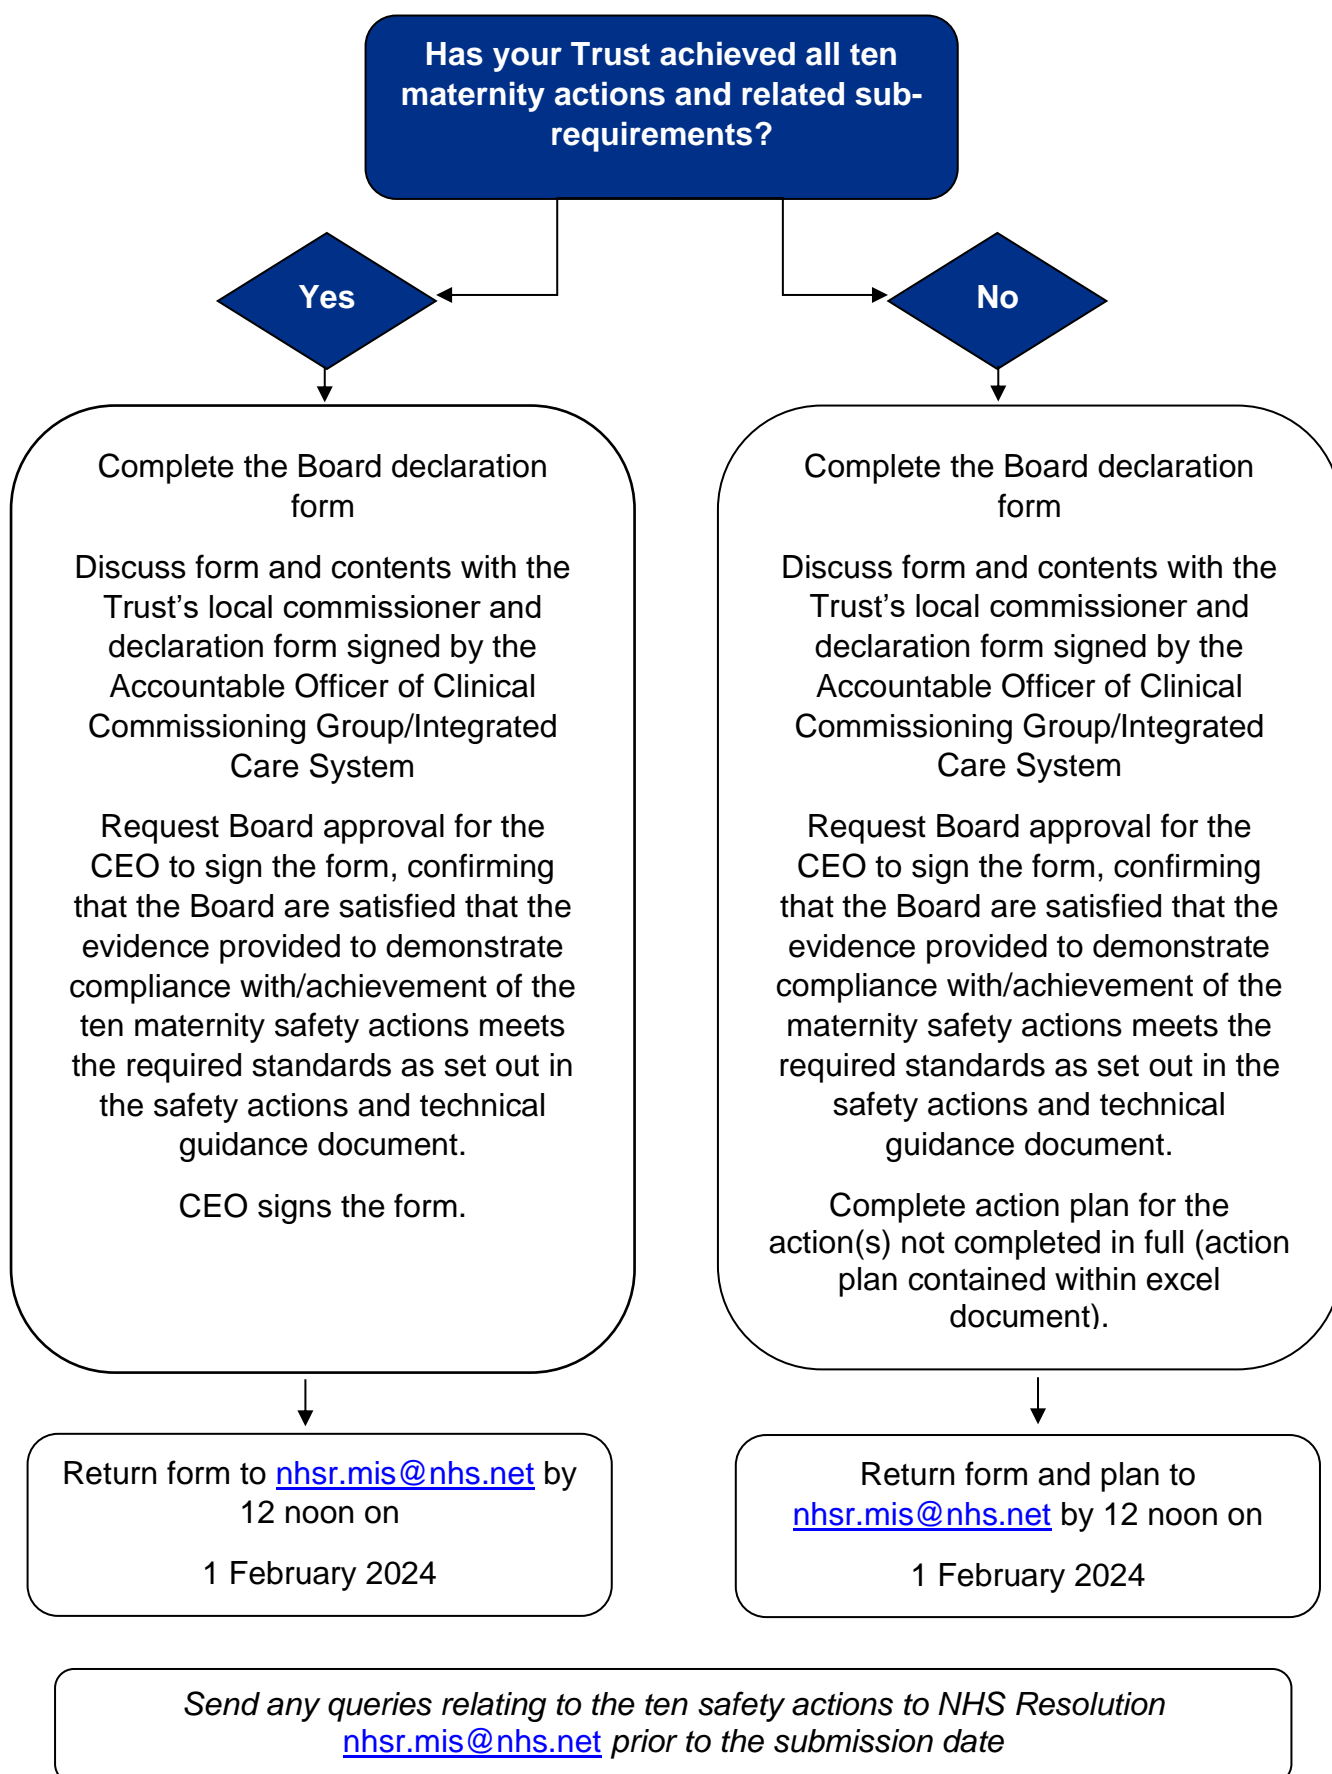 Has your Trust achieved all ten
maternity actions and related sub-
requirements?
Yes
No
Complete the Board declaration
form
Discuss form and contents with the
Trust’s local commissioner and
declaration form signed by the
Accountable Officer of Clinical
Commissioning Group/Integrated
Care System
Request Board approval for the
CEO to sign the form, confirming
that the Board are satisfied that the
evidence provided to demonstrate
compliance with/achievement of the
ten maternity safety actions meets
the required standards as set out in
the safety actions and technical
guidance document.
CEO signs the form.
Complete the Board declaration
form
Discuss form and contents with the
Trust’s local commissioner and
declaration form signed by the
Accountable Officer of Clinical
Commissioning Group/Integrated
Care System
Request Board approval for the
CEO to sign the form, confirming
that the Board are satisfied that the
evidence provided to demonstrate
compliance with/achievement of the
maternity safety actions meets the
required standards as set out in the
safety actions and technical
guidance document.
Complete action plan for the
action(s) not completed in full (action
plan contained within excel
document).
Return form to nhsr.mis@nhs.net by
12 noon on
1 February 2024
Return form and plan to
nhsr.mis@nhs.net by 12 noon on
1 February 2024
Send any queries relating to the ten safety actions to NHS Resolution
nhsr.mis@nhs.net prior to the submission date